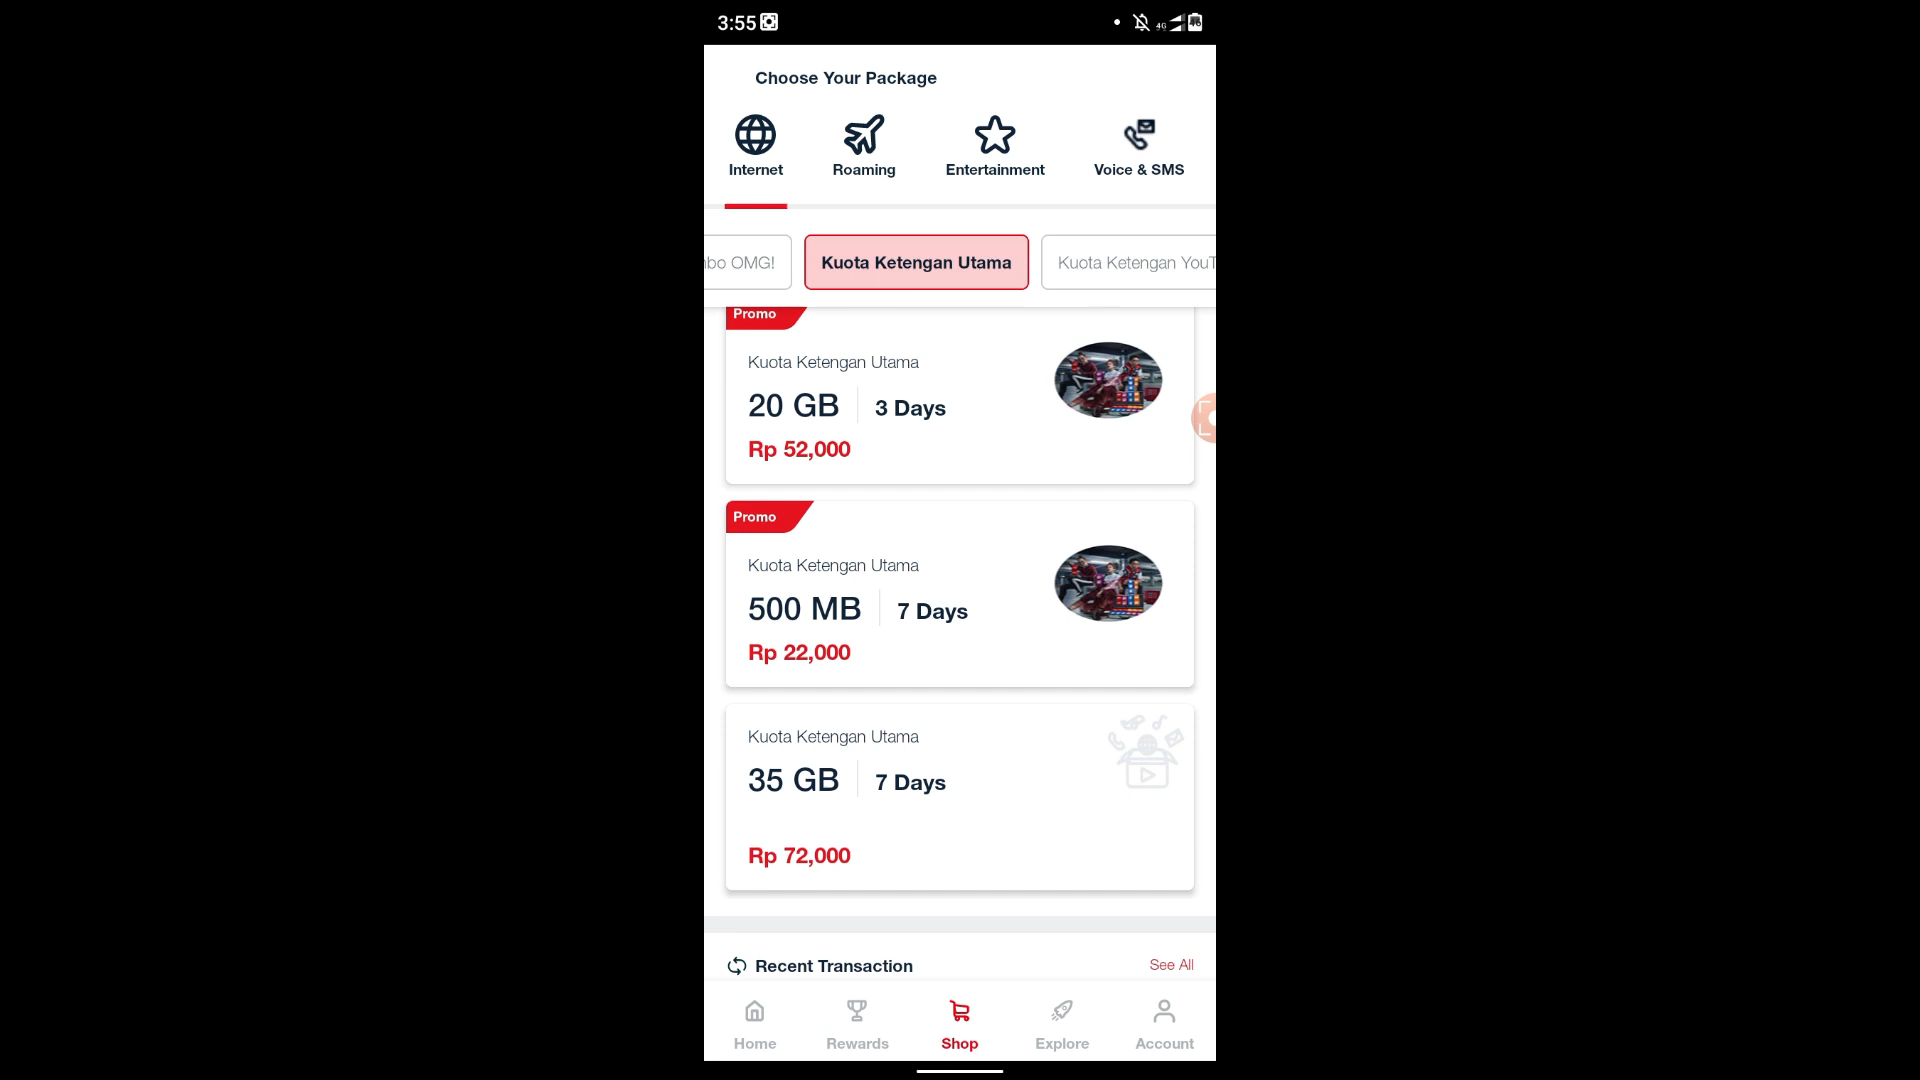 3:55
4G
Choose Your Package
Internet
Roaming
Entertainment
Voice & SMS
bo OMG!
Kuota Ketengan Utama
Kuota Ketengan YouT
Promo
Kuota Ketengan Utama
20 GB
3 Days
Rp 52,000
Promo
Kuota Ketengan Utama
500 MB
7 Days
Rp 22,000
Kuota Ketengan Utama
35 GB
7 Days
Rp 72,000
Recent Transaction
See All
Home
Rewards
Shop
Explore
Account